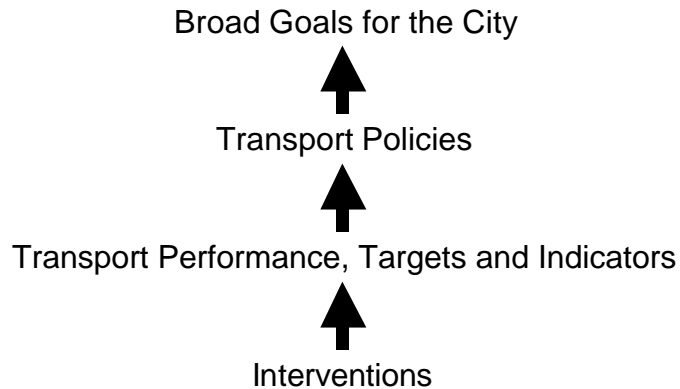 Broad Goals for the City
Transport Policies
Transport Performance, Targets and Indicators
Interventions